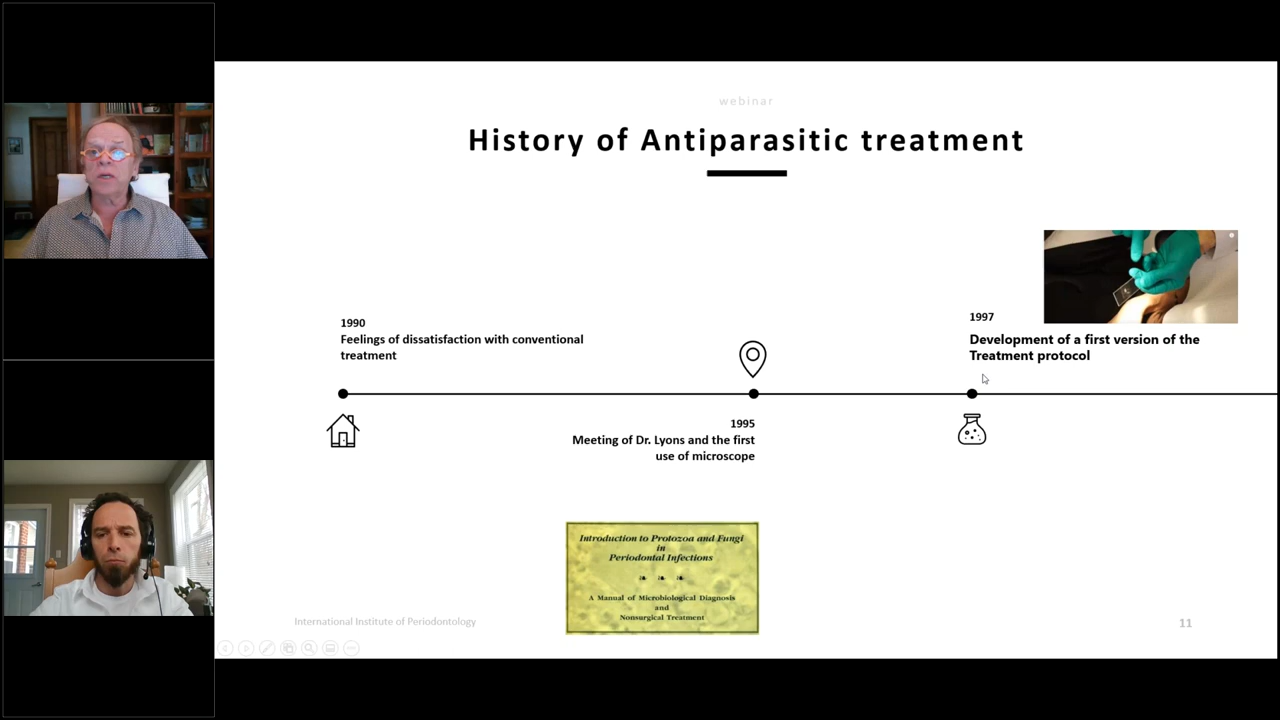 webinar
History of Antiparasitic treatment
1990
Feelings of dissatisfaction with conventional
treatment
1995
Meeting of Dr. Lyons and the first
use of microscope
1997
Development of a first version of the
Treatment protocol
Introduction to Protozoa and Fungi
in
Periodontal Infections
A Manual of Microbiological Diagnosis
and
Nonsurgical Treatment
International Institute of Periodontology
11